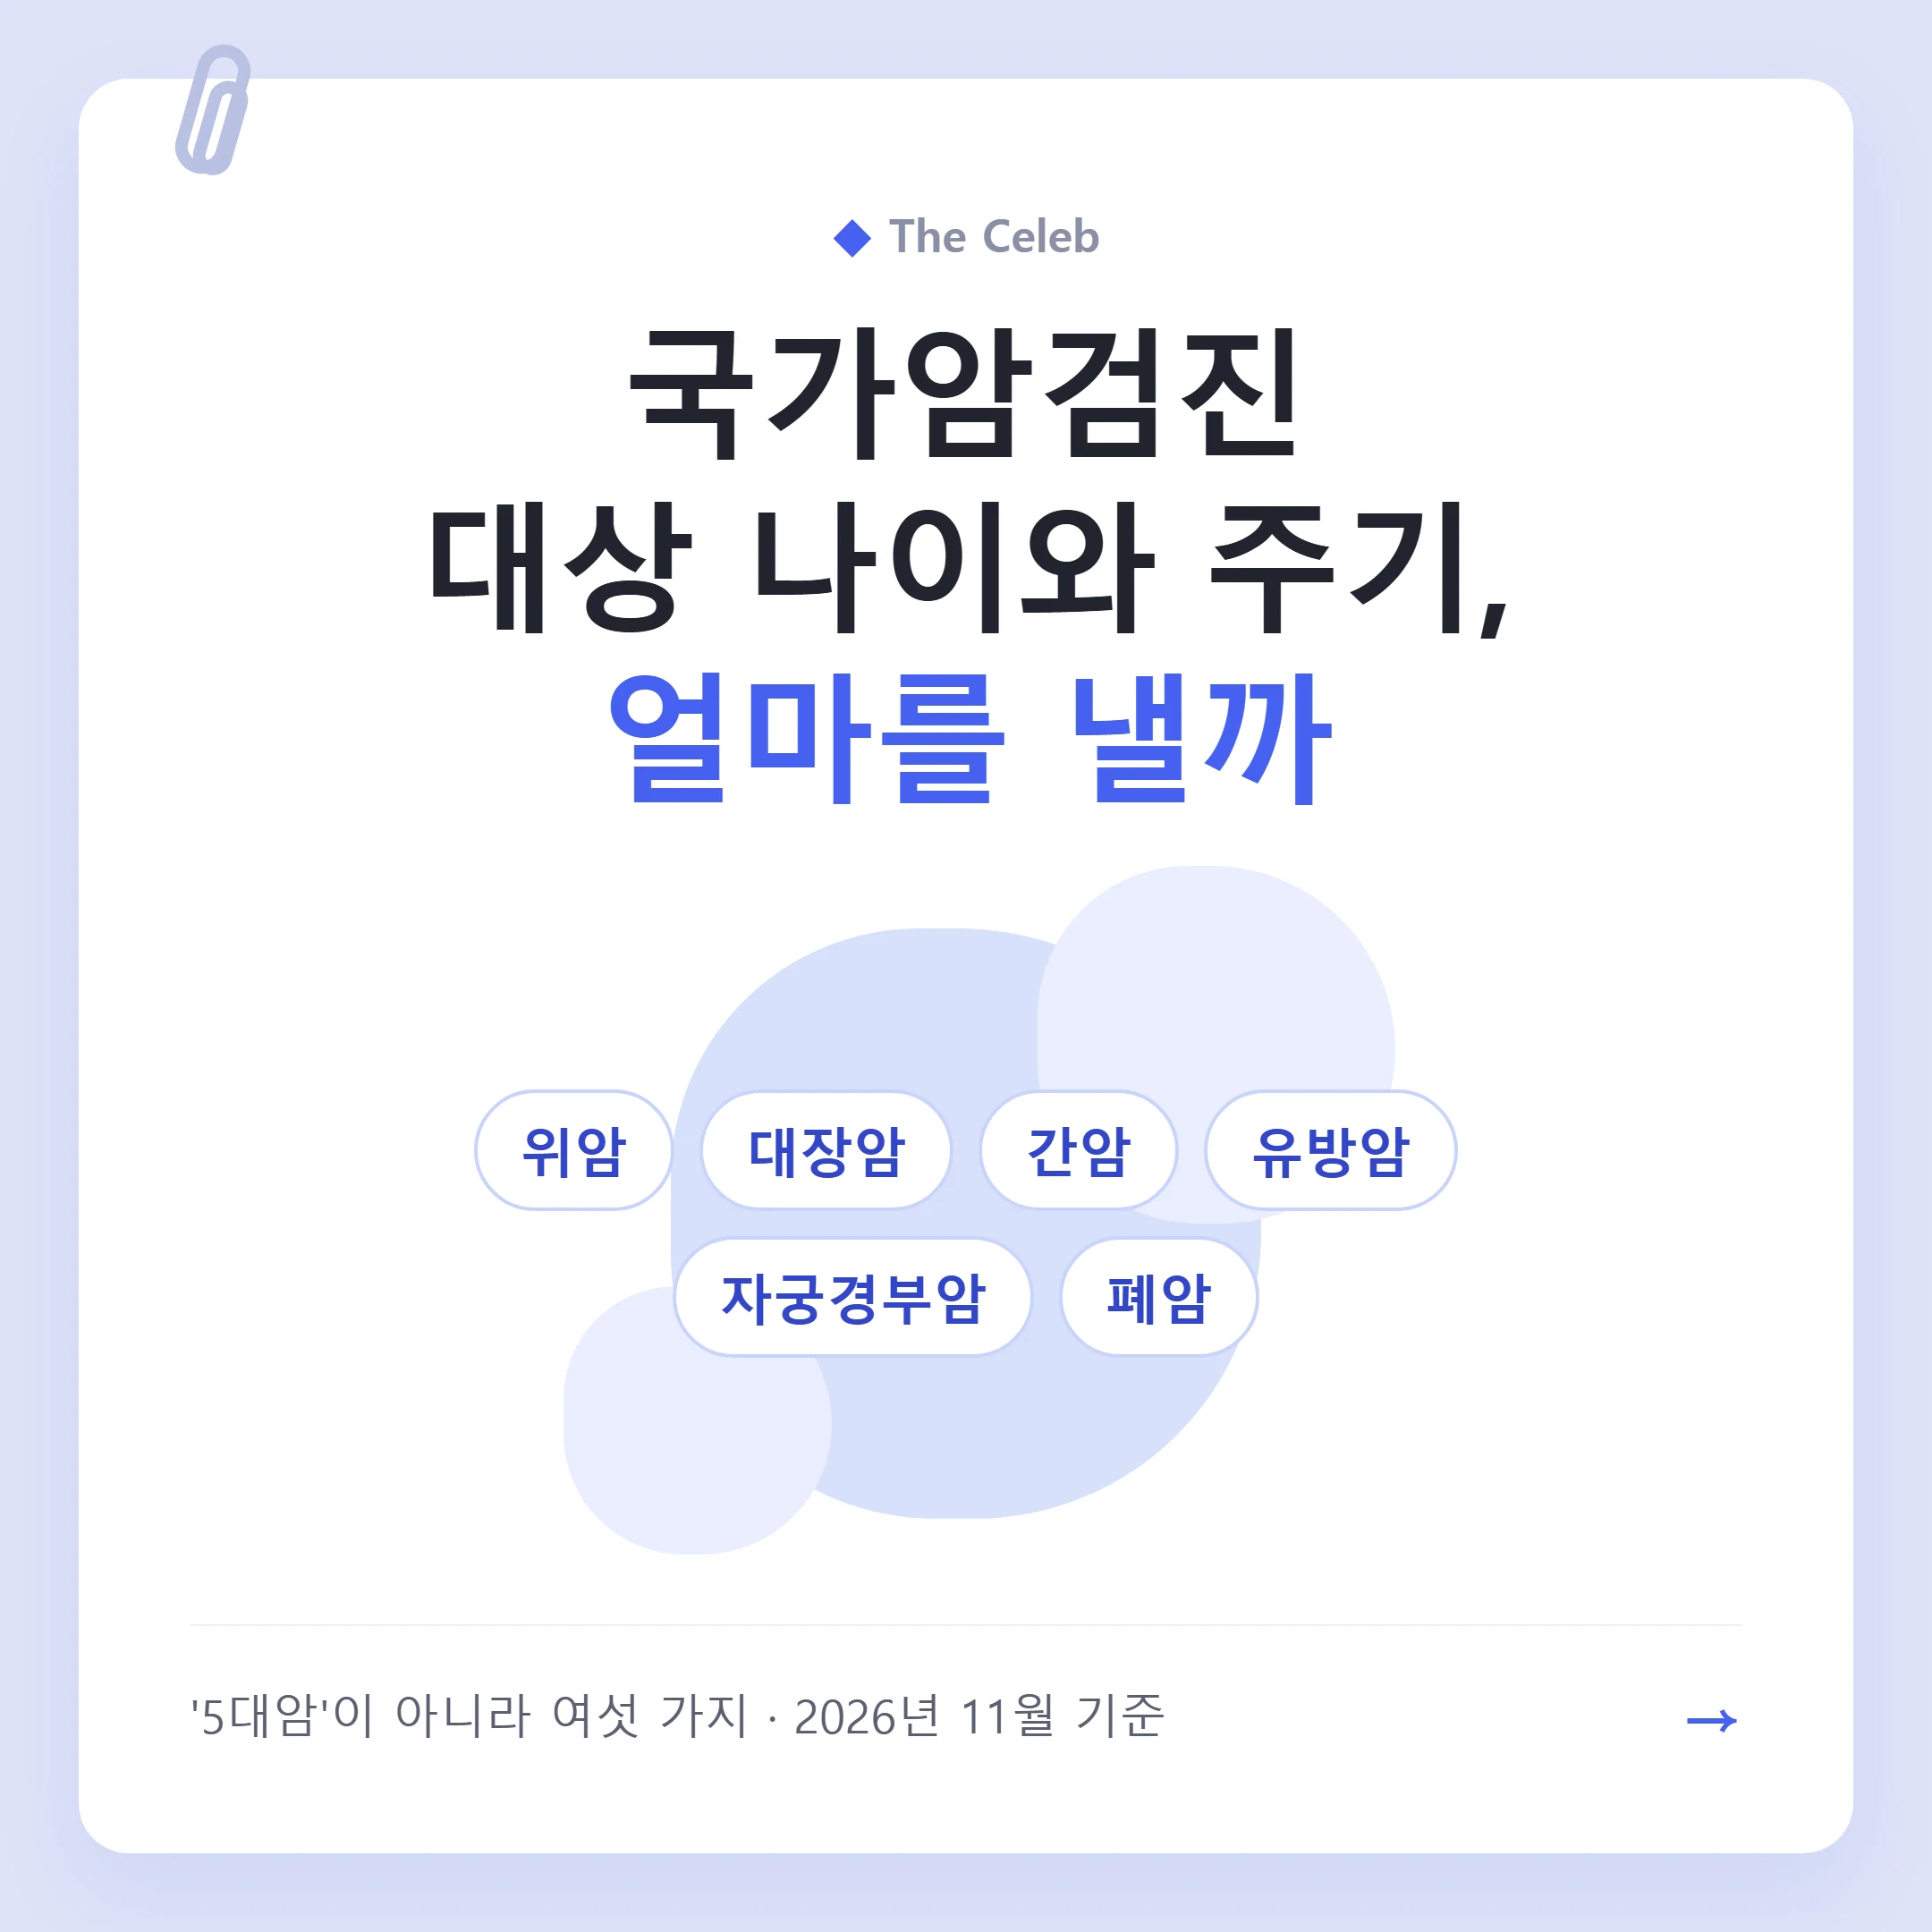 The Celeb
국가암검진
대상 나이와 주기,
얼마를 낼까
위암 대장암 간암 유방암
자궁경부암 폐암
'5대암'이 아니라 여섯 가지 · 2026년 11월 기준 →